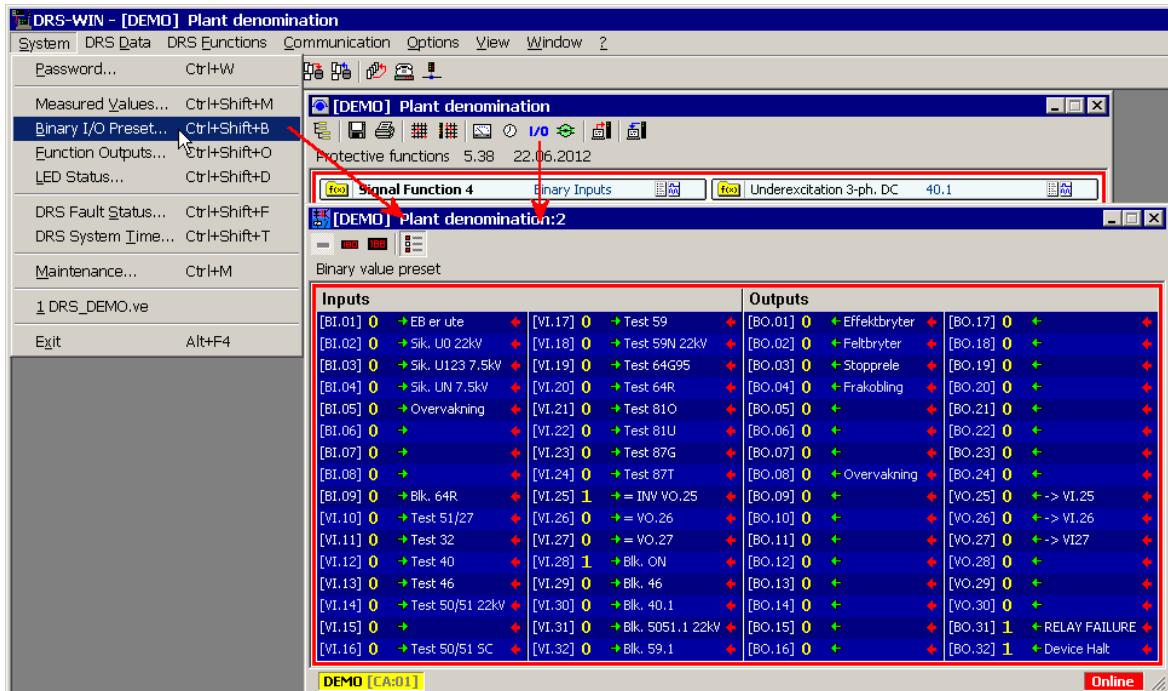 DRS-WIN - [DEMO] Plant denomination
System DRS Data DRS Functions Communication Options View Window ?
Password... Ctrl+W
Measured Values... Ctrl+Shift+M
Binary I/O Preset... Ctrl+Shift+B
Function Outputs... Ctrl+Shift+O
LED Status... Ctrl+Shift+D
DRS Fault Status... Ctrl+Shift+F
DRS System Time... Ctrl+Shift+T
Maintenance... Ctrl+M
1 DRS_DEMO.ve
Exit Alt+F4
[DEMO] Plant denomination
I/O
Protective functions 5.38 22.06.2012
f(x) Signal Function 4 Binary Inputs f(x) Underexcitation 3-ph. DC 40.1
[DEMO] Plant denomination:2
Binary value preset
Inputs Outputs
[BI.01] 0 EB er ute [VI.17] 0 Test 59 [BO.01] 0 Effektbryter [BO.17] 0
[BI.02] 0 Sik. U0 22kV [VI.18] 0 Test 59N 22kV [BO.02] 0 Feltbryter [BO.18] 0
[BI.03] 0 Sik. U123 7.5kV [VI.19] 0 Test 64G95 [BO.03] 0 Stopprele [BO.19] 0
[BI.04] 0 Sik. UN 7.5kV [VI.20] 0 Test 64R [BO.04] 0 Frakobling [BO.20] 0
[BI.05] 0 Overvakning [VI.21] 0 Test 81O [BO.05] 0 [BO.21] 0
[BI.06] 0 [VI.22] 0 Test 81U [BO.06] 0 [BO.22] 0
[BI.07] 0 [VI.23] 0 Test 87G [BO.07] 0 [BO.23] 0
[BI.08] 0 [VI.24] 0 Test 87T [BO.08] 0 Overvakning [BO.24] 0
[BI.09] 0 Blk. 64R [VI.25] 1 = INV VO.25 [BO.09] 0 [VO.25] 0 -> VI.25
[VI.10] 0 Test 51/27 [VI.26] 0 = VO.26 [BO.10] 0 [VO.26] 0 -> VI.26
[VI.11] 0 Test 32 [VI.27] 0 = VO.27 [BO.11] 0 [VO.27] 0 -> VI27
[VI.12] 0 Test 40 [VI.28] 1 Blk. ON [BO.12] 0 [VO.28] 0
[VI.13] 0 Test 46 [VI.29] 0 Blk. 46 [BO.13] 0 [VO.29] 0
[VI.14] 0 Test 50/51 22kV [VI.30] 0 Blk. 40.1 [BO.14] 0 [VO.30] 0
[VI.15] 0 [VI.31] 0 Blk. 5051.1 22kV [BO.15] 0 [BO.31] 1 RELAY FAILURE
[VI.16] 0 Test 50/51 SC [VI.32] 0 Blk. 59.1 [BO.16] 0 [BO.32] 1 Device Halt
DEMO [CA:01] Online